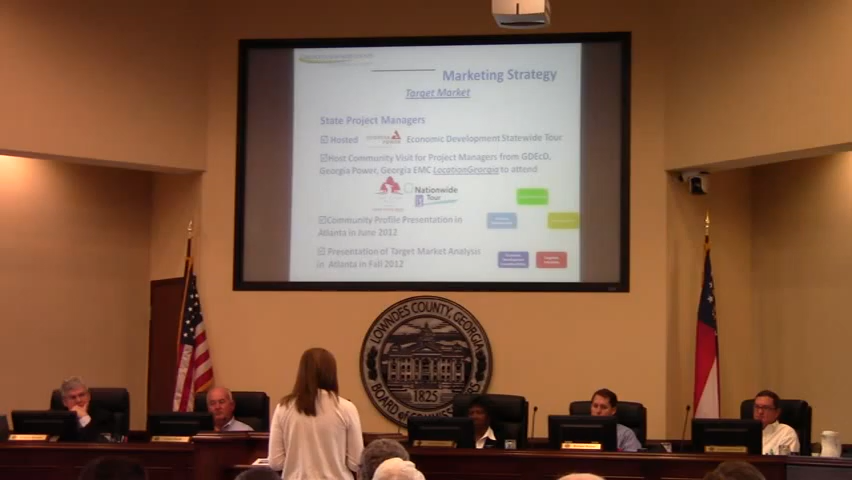 Marketing Strategy
Target Market
State Project Managers
☑ Hosted Economic Development Statewide Tour
☑Host Community Visit for Project Managers from GDEcD,
Georgia Power, Georgia EMC LocationGeorgia to attend
Nationwide
Tour
☑Community Profile Presentation in
Atlanta in June 2012
☑ Presentation of Target Market Analysis
in Atlanta in Fall 2012
LOWNDES COUNTY, GEORGIA
1825
BOARD OF